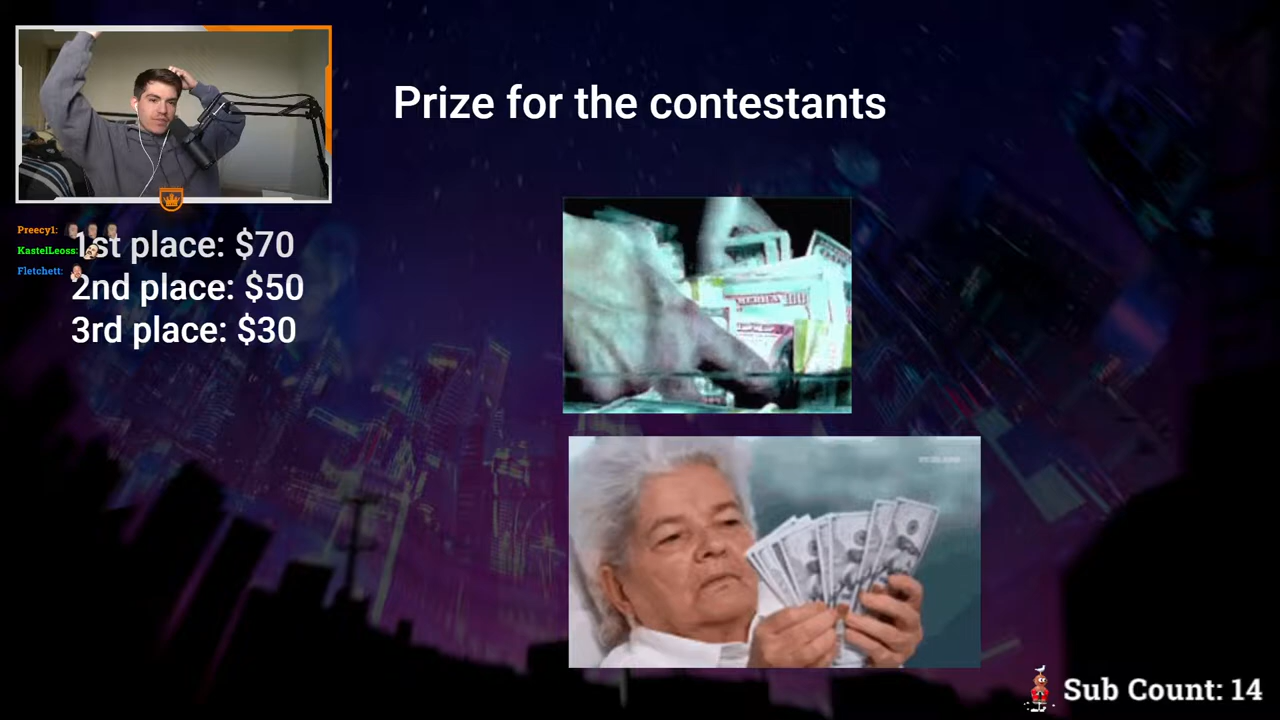 Prize for the contestants
Preecy1:
KastelLeoss:
Fletchett:
1st place: $70
2nd place: $50
3rd place: $30
AMERICA
Sub Count: 14